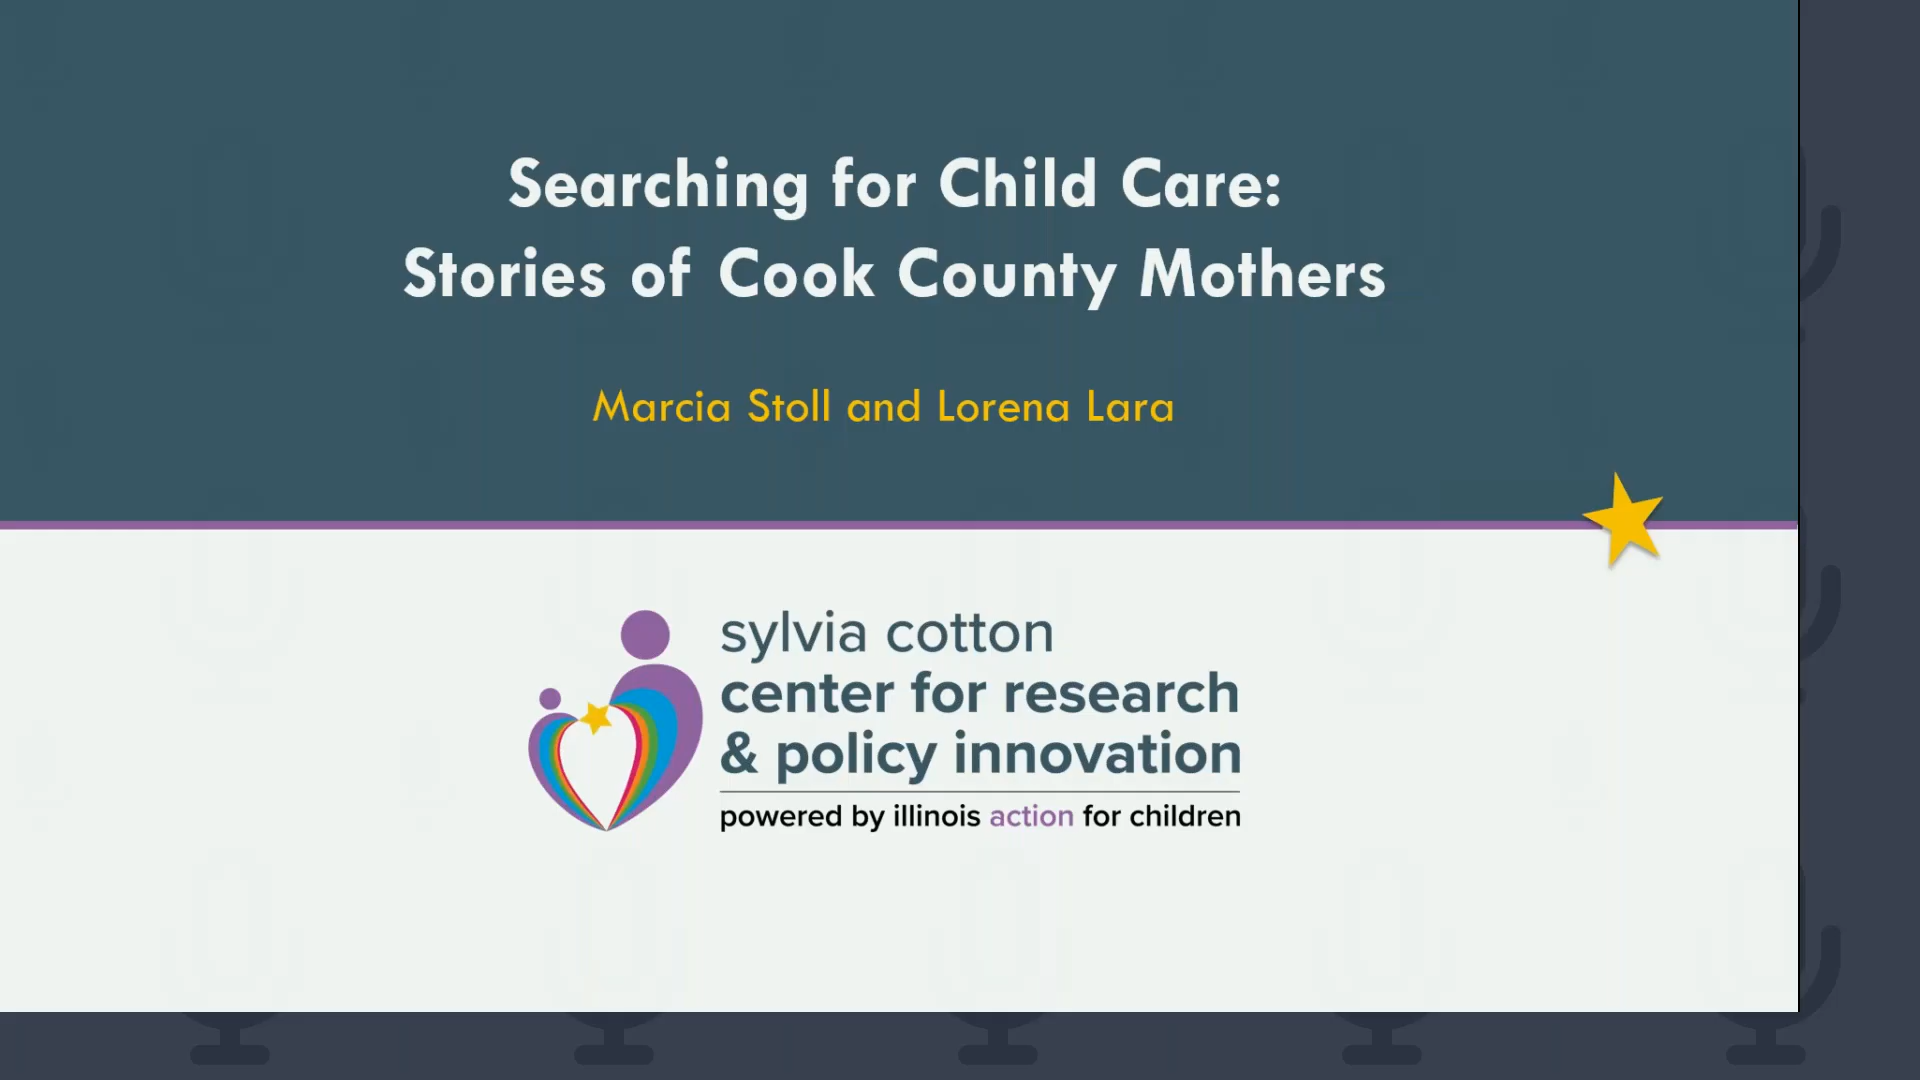 Searching for Child Care:
Stories of Cook County Mothers
Marcia Stoll and Lorena Lara
sylvia cotton
center for research
& policy innovation
powered by illinois action for children